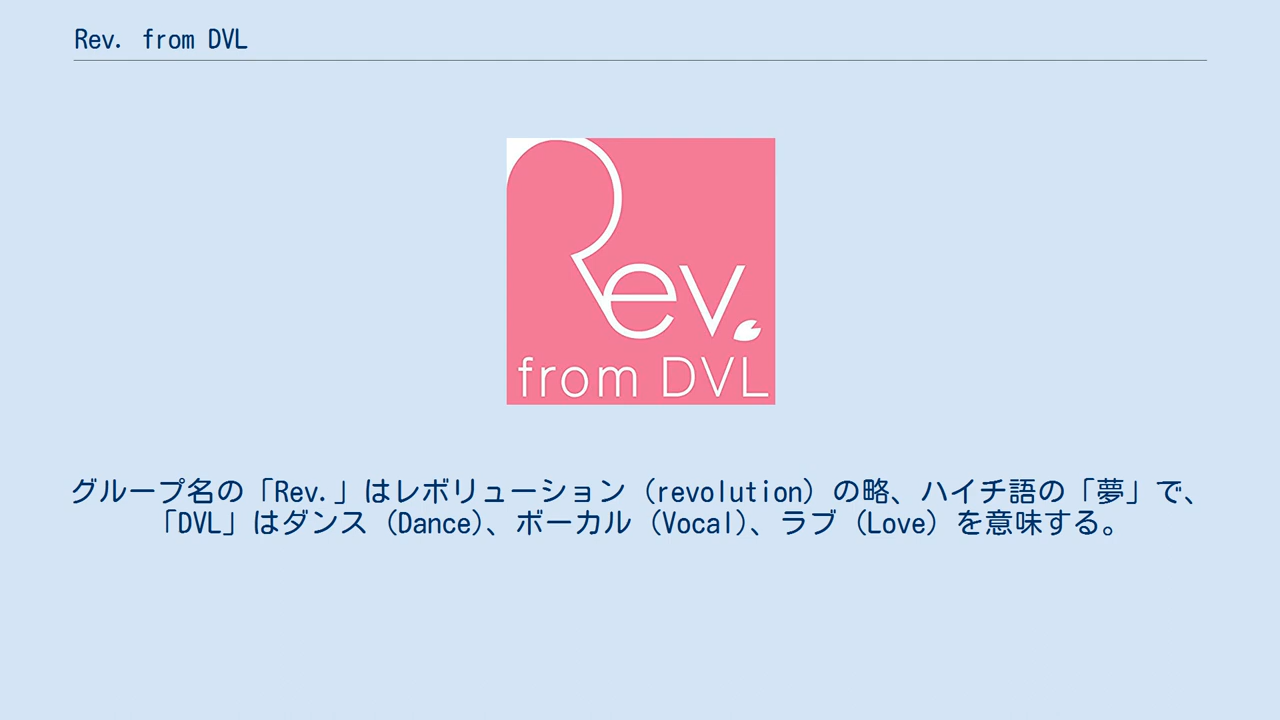 Rev. from DVL
Rev.
from DVL
グループ名の「Rev.」はレボリューション（revolution）の略、ハイチ語の「夢」で、
「DVL」はダンス（Dance）、ボーカル（Vocal）、ラブ（Love）を意味する。